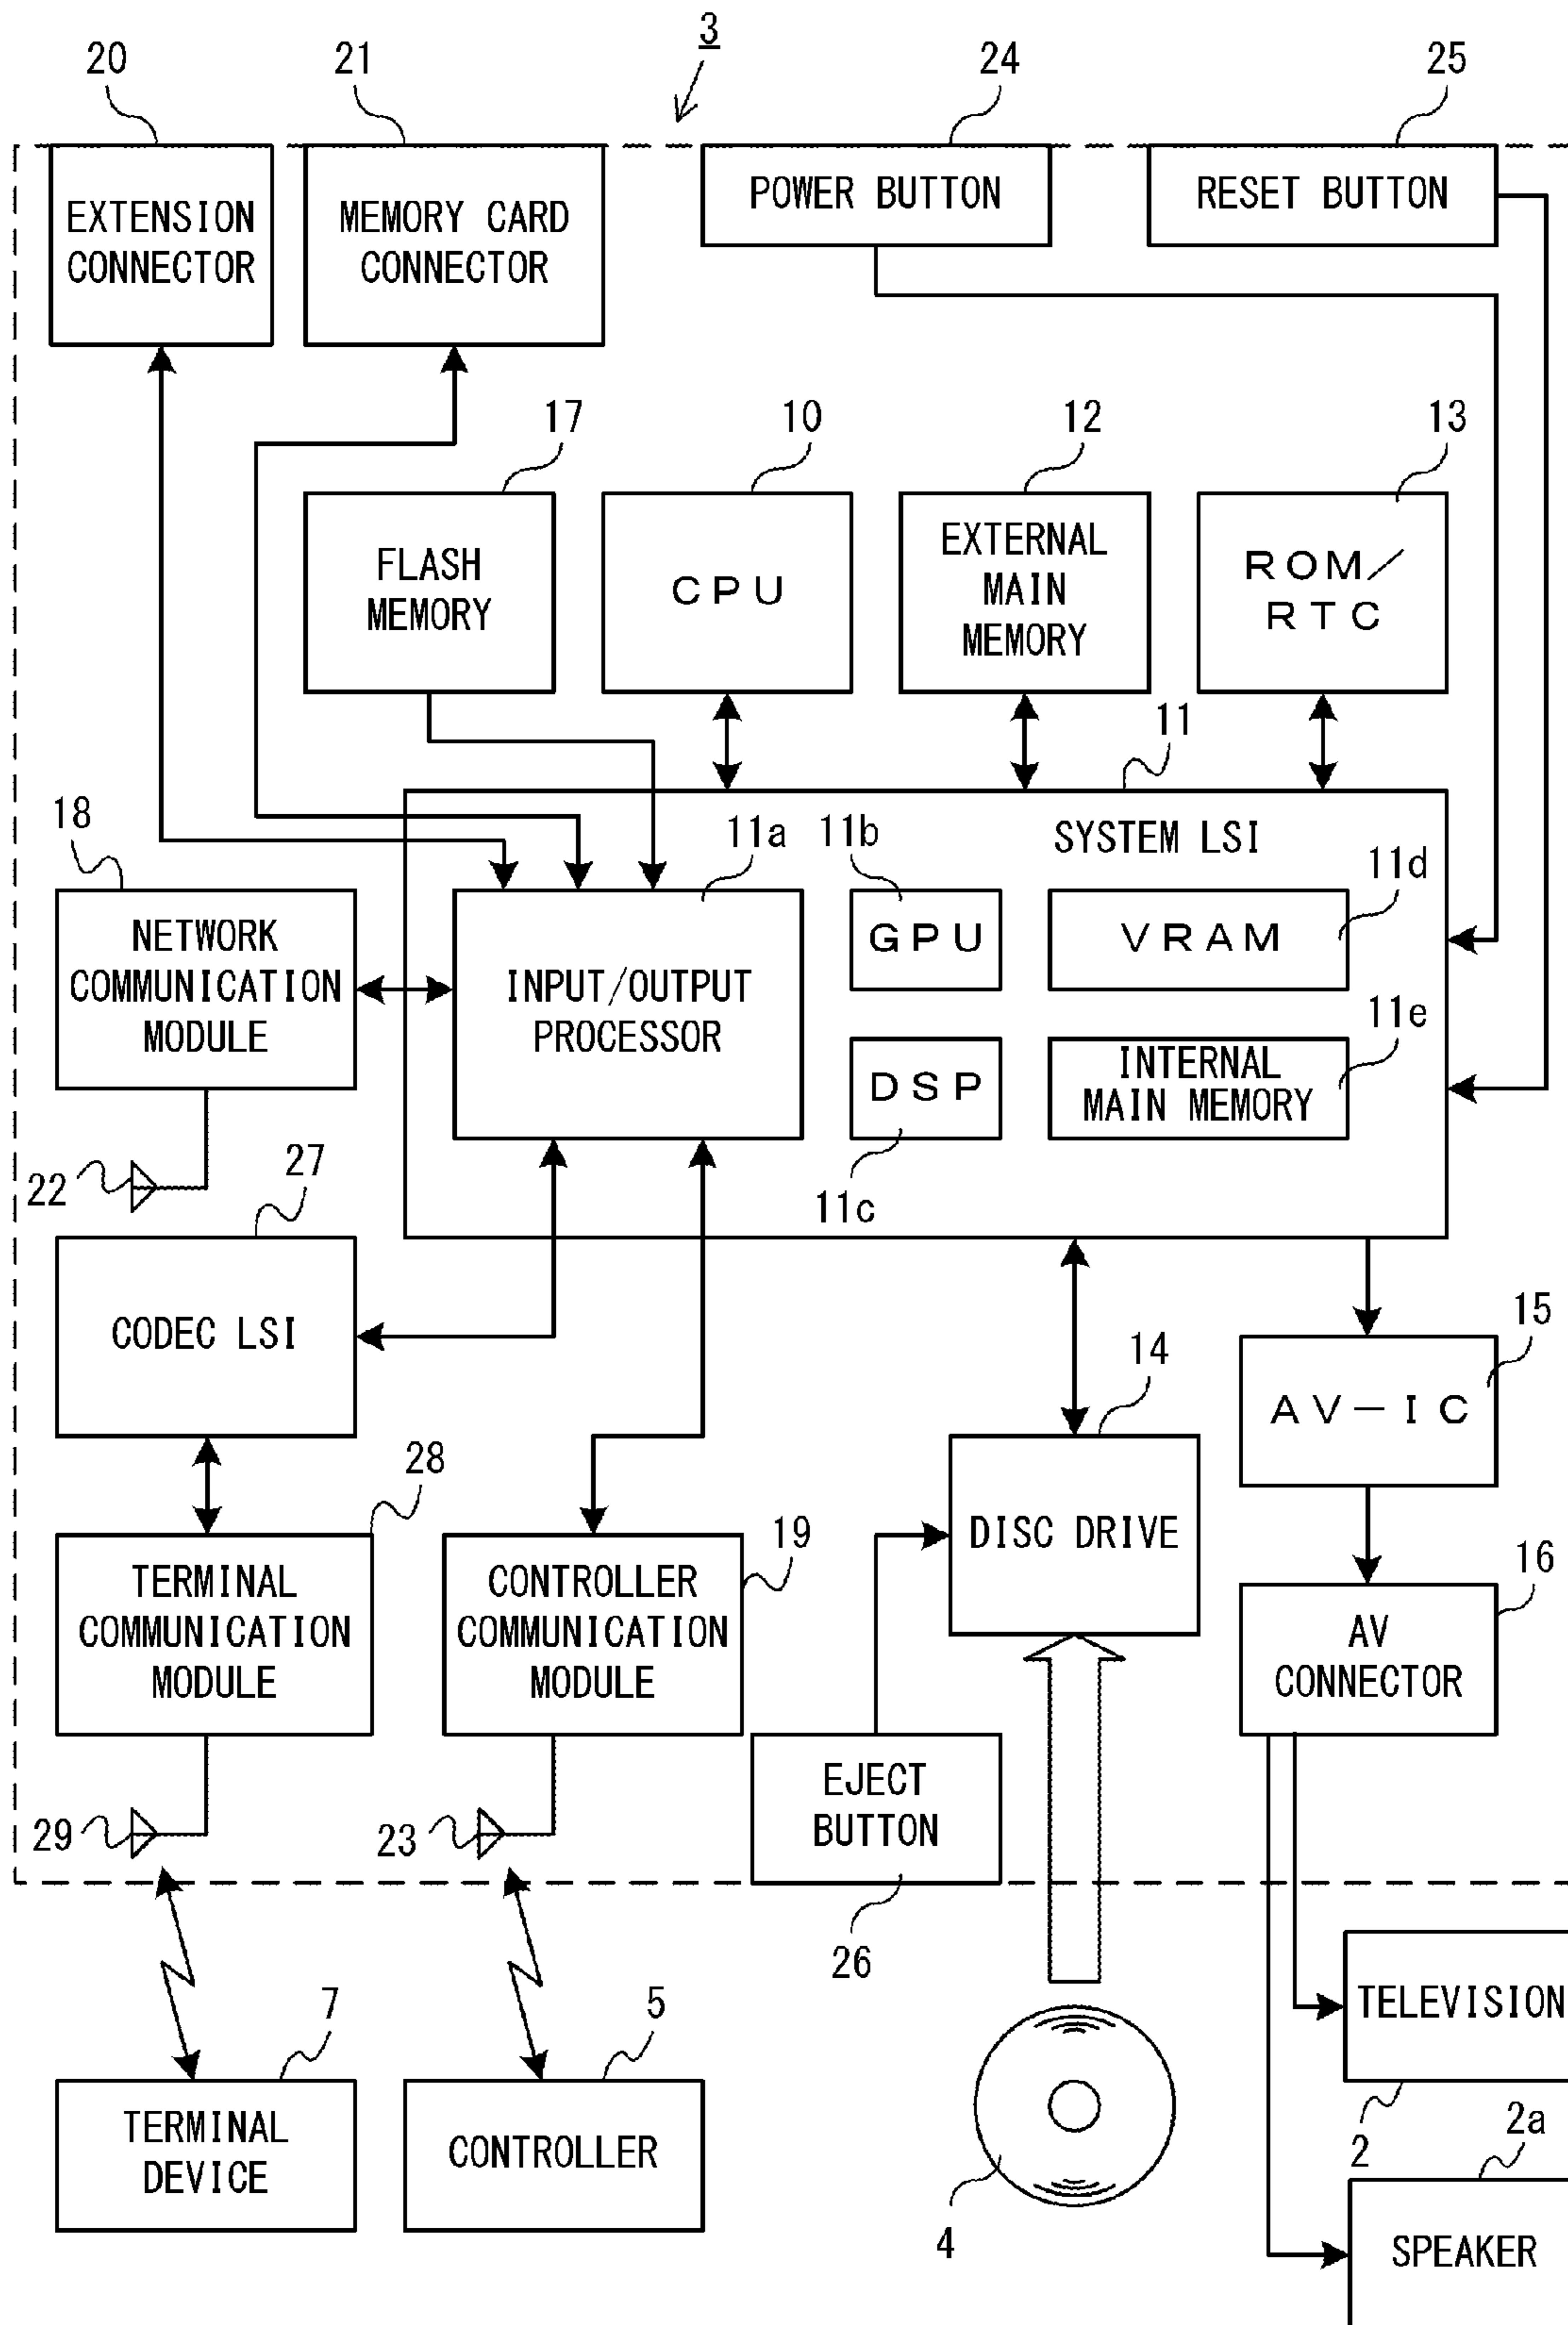 3
20
21
24
25
EXTENSION
CONNECTOR
MEMORY CARD
CONNECTOR
POWER BUTTON
RESET BUTTON
17
10
12
13
FLASH
MEMORY
CPU
EXTERNAL
MAIN
MEMORY
ROM/
RTC
11
18
11a
11b
SYSTEM LSI
11d
NETWORK
COMMUNICATION
MODULE
INPUT/OUTPUT
PROCESSOR
GPU
VRAM
11e
DSP
INTERNAL
MAIN MEMORY
22
27
11c
CODEC LSI
14
15
AV-IC
28
19
DISC DRIVE
16
TERMINAL
COMMUNICATION
MODULE
CONTROLLER
COMMUNICATION
MODULE
AV
CONNECTOR
EJECT
BUTTON
29
23
26
7
5
TELEVISION
2
2a
TERMINAL
DEVICE
CONTROLLER
4
SPEAKER